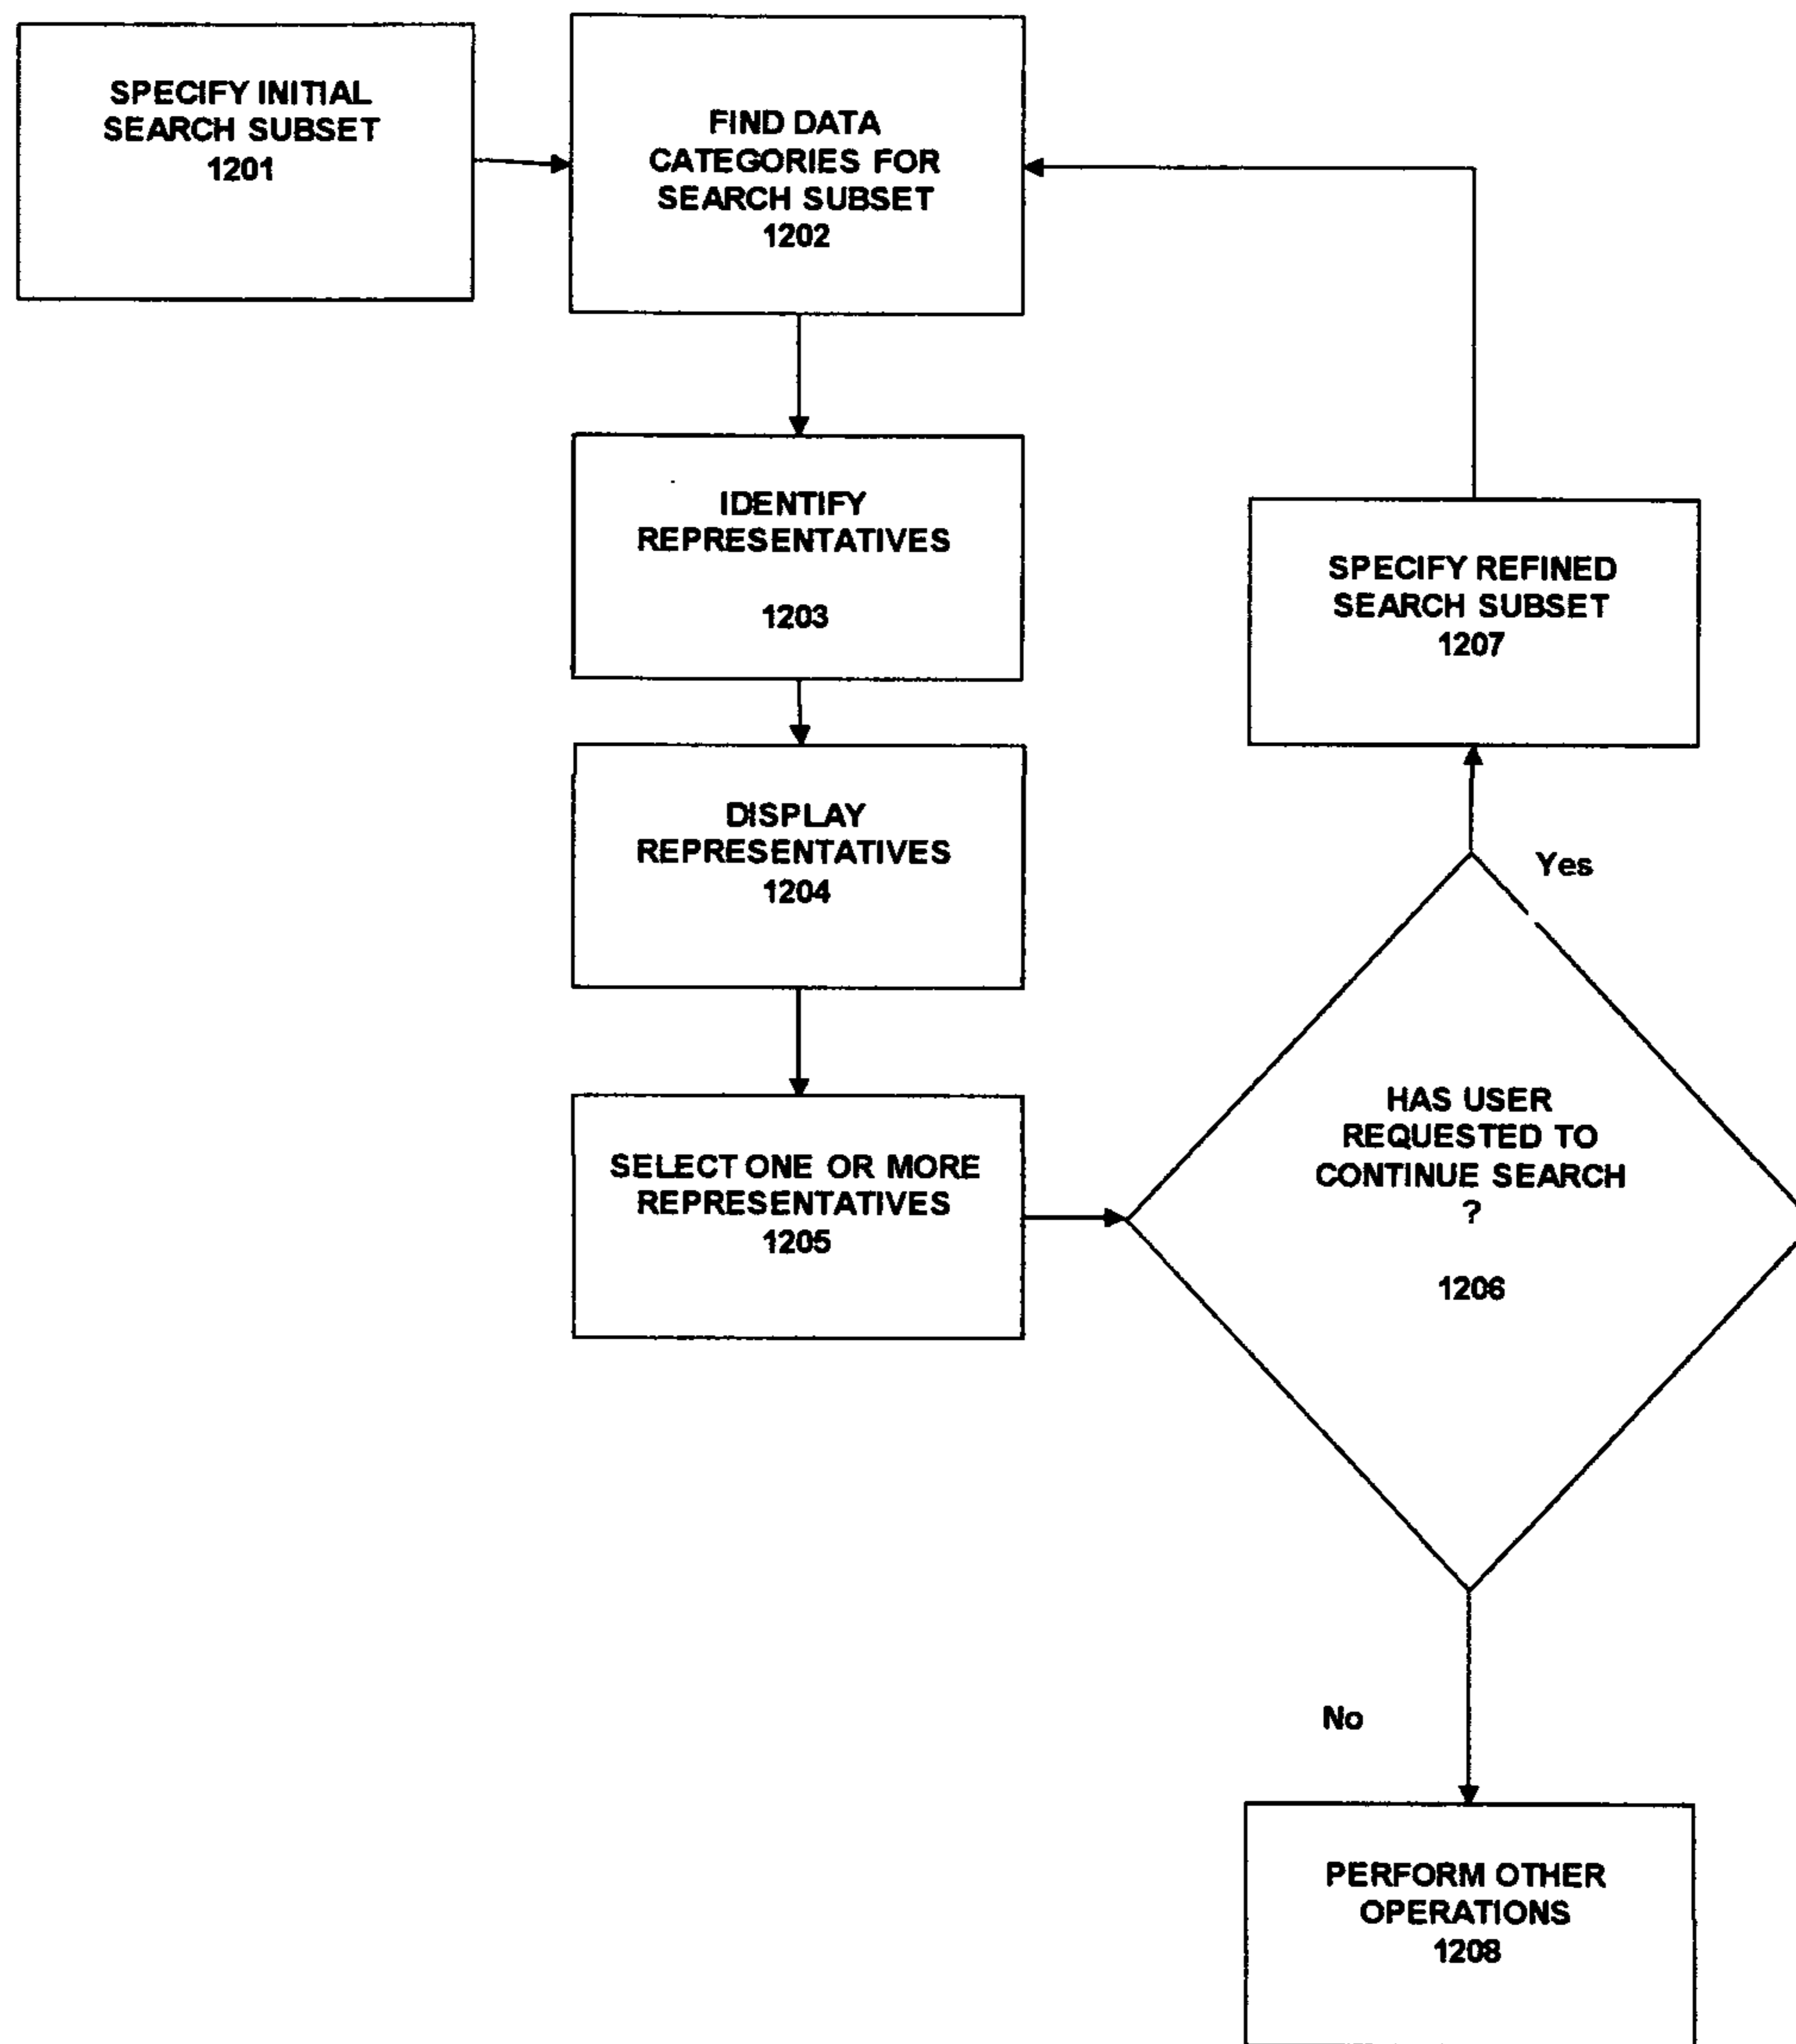 SPECIFY INITIAL
SEARCH SUBSET
1201
FIND DATA
CATEGORIES FOR
SEARCH SUBSET
1202
IDENTIFY
REPRESENTATIVES
1203
DISPLAY
REPRESENTATIVES
1204
SELECT ONE OR MORE
REPRESENTATIVES
1205
HAS USER
REQUESTED TO
CONTINUE SEARCH
?
1206
Yes
SPECIFY REFINED
SEARCH SUBSET
1207
No
PERFORM OTHER
OPERATIONS
1208